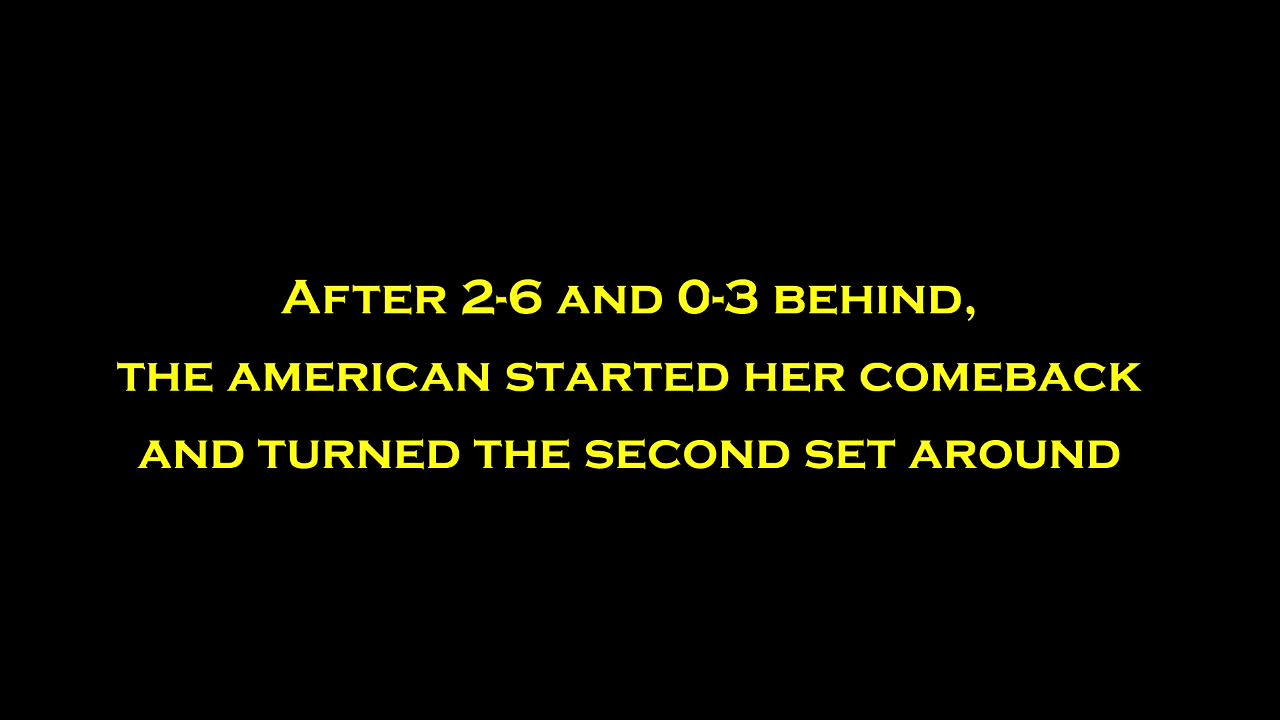 After 2-6 and 0-3 behind,
the american started her comeback
and turned the second set around